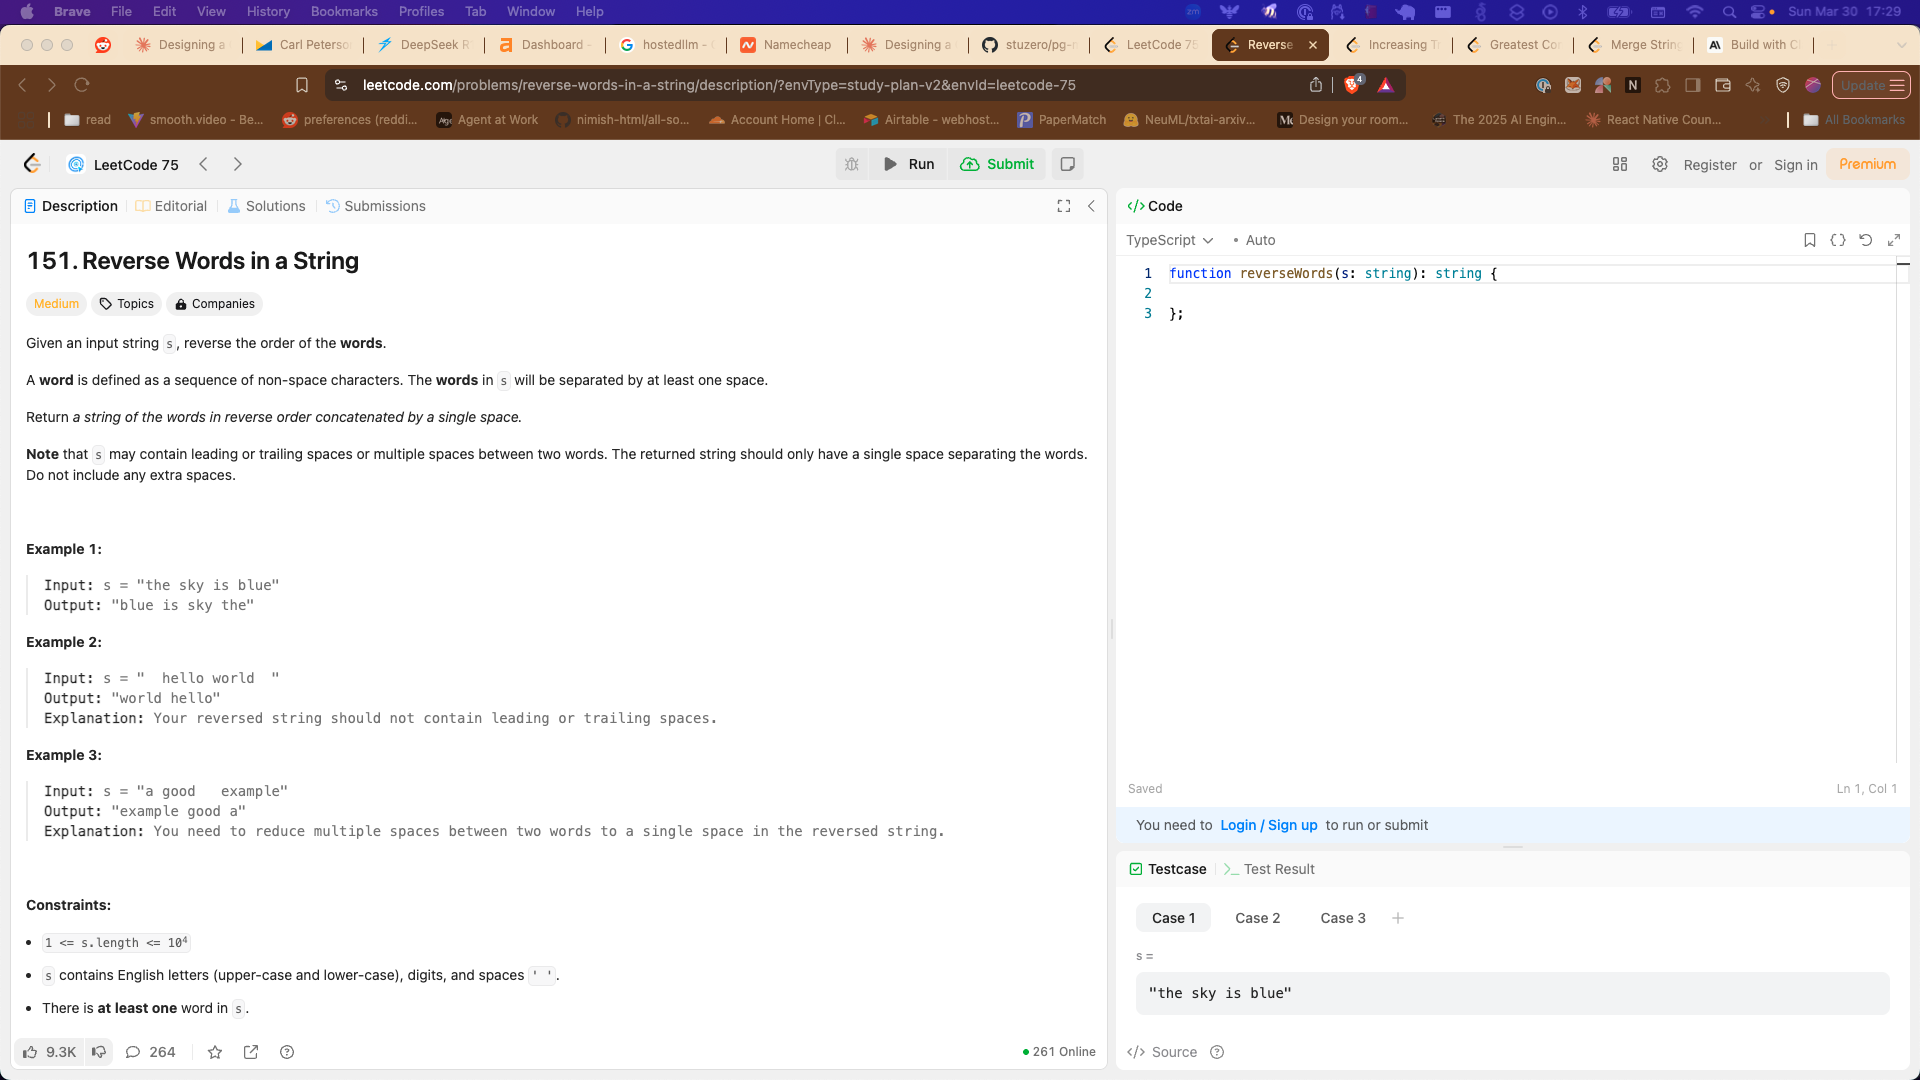 Brave File Edit View History Bookmarks Profiles Tab Window Help Sun Mar 30 17:29
Designing a Carl Peterso DeepSeek R Dashboard - hostedllm - Namecheap Designing a stuzero/pg- LeetCode 75 Reverse Increasing T Greatest Co Merge Strin Build with C
leetcode.com/problems/reverse-words-in-a-string/description/?envType=study-plan-v2&envId=leetcode-75 4 Update
read smooth.video - Be... preferences (reddi... Agent at Work nimish-html/all-so... Account Home | Cl... Airtable - webhost... PaperMatch NeuML/txtai-arxiv... Design your room... The 2025 AI Engin... React Native Coun... All Bookmarks
LeetCode 75 Run Submit Register or Sign in Premium
Description Editorial Solutions Submissions
151. Reverse Words in a String
Medium Topics Companies
Given an input string s, reverse the order of the words.
A word is defined as a sequence of non-space characters. The words in s will be separated by at least one space.
Return a string of the words in reverse order concatenated by a single space.
Note that s may contain leading or trailing spaces or multiple spaces between two words. The returned string should only have a single space separating the words.
Do not include any extra spaces.
Example 1:
Input: s = "the sky is blue"
Output: "blue is sky the"
Example 2:
Input: s = "  hello world  "
Output: "world hello"
Explanation: Your reversed string should not contain leading or trailing spaces.
Example 3:
Input: s = "a good   example"
Output: "example good a"
Explanation: You need to reduce multiple spaces between two words to a single space in the reversed string.
Constraints:
• 1 <= s.length <= 10⁴
• s contains English letters (upper-case and lower-case), digits, and spaces ' '.
• There is at least one word in s.
9.3K 264 261 Online
Code
TypeScript • Auto
1 function reverseWords(s: string): string {
2
3 };
Saved Ln 1, Col 1
You need to Login / Sign up to run or submit
Testcase Test Result
Case 1 Case 2 Case 3
s =
"the sky is blue"
Source